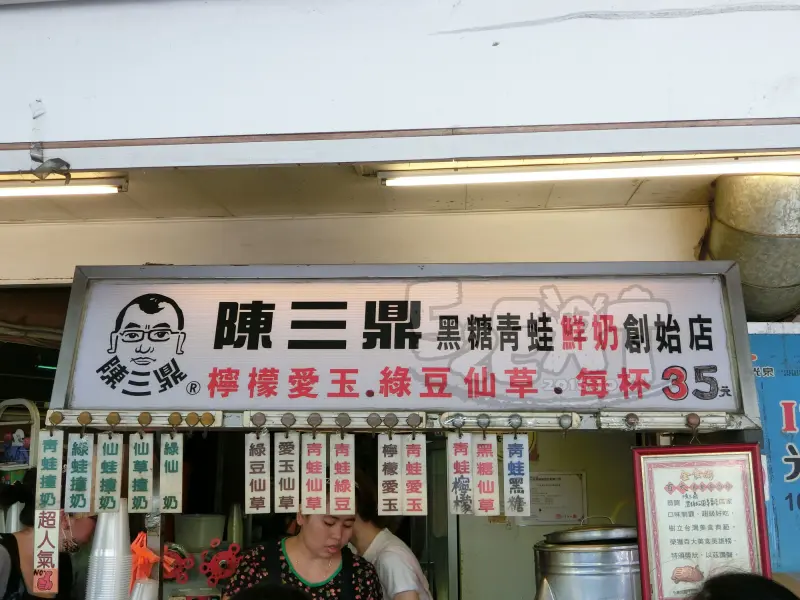 陳三鼎 黑糖青蛙鮮奶創始店
陳三鼎®
檸檬愛玉.綠豆仙草.每杯35元
青蛙撞奶
超人氣
綠蛙撞奶
仙蛙撞奶
仙草撞奶
綠仙奶
綠豆仙草
愛玉仙草
青蛙仙草
青蛙綠豆
檸檬愛玉
青蛙愛玉
青蛙檸檬
黑糖仙草
青蛙黑糖
光泉